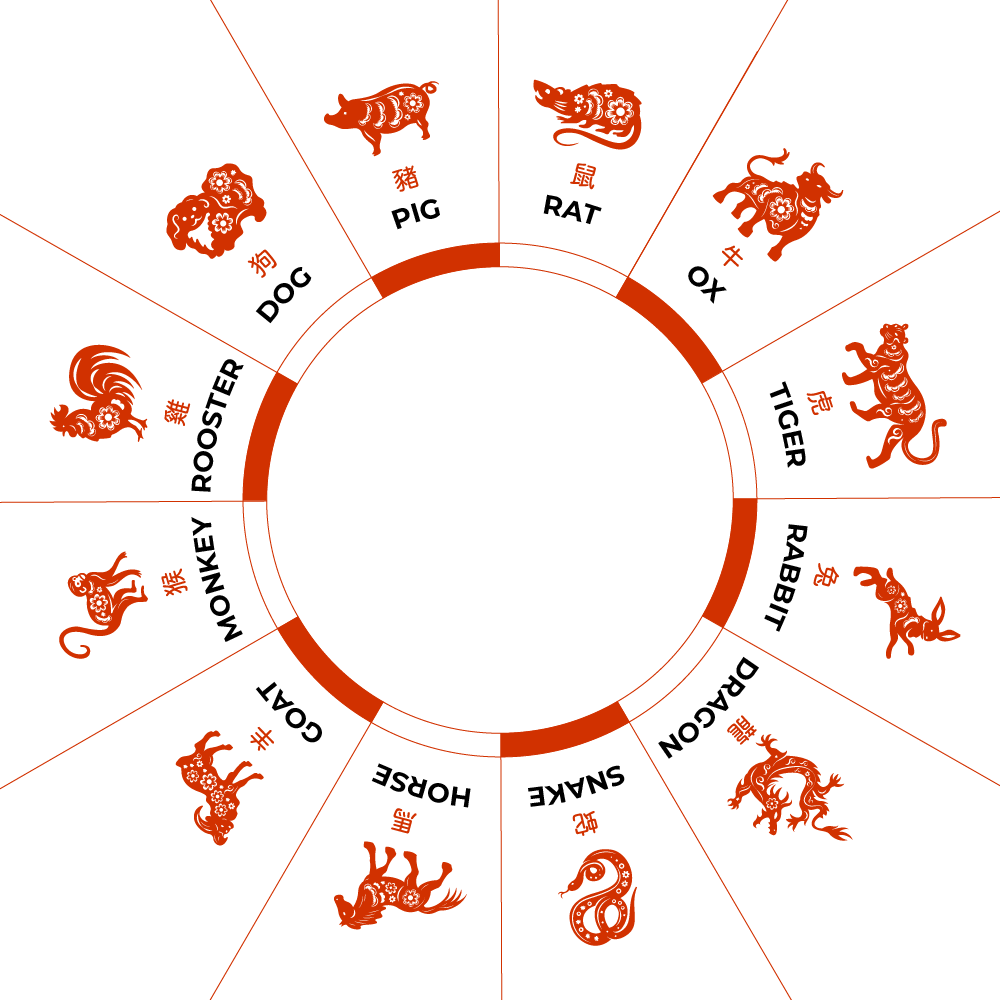 鼠
RAT
牛
OX
虎
TIGER
兔
RABBIT
龍
DRAGON
蛇
SNAKE
馬
HORSE
羊
GOAT
猴
MONKEY
雞
ROOSTER
狗
DOG
豬
PIG